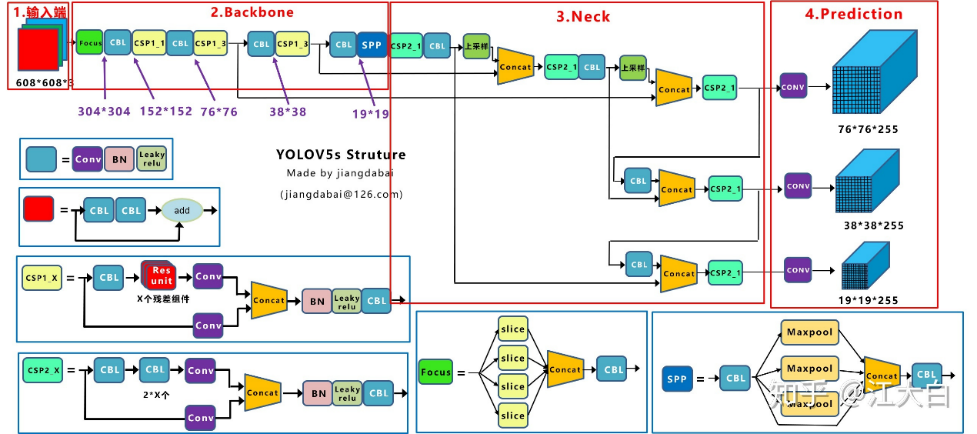 1.输入端
2.Backbone
3.Neck
4.Prediction
608*608*3
Focus
CBL
CSP1_1
CBL
CSP1_3
CBL
CSP1_3
CBL
SPP
CSP2_1
CBL
上采样
Concat
CSP2_1
CBL
上采样
Concat
CSP2_1
CONV
76*76*255
304*304
152*152
76*76
38*38
19*19
YOLOV5s Struture
Made by jiangdabai
(jiangdabai@126.com)
CBL
Concat
CSP2_1
CONV
38*38*255
CBL
Concat
CSP2_1
CONV
19*19*255
=
Conv
BN
Leaky
relu
=
CBL
CBL
add
CSP1_X
=
CBL
Res
unit
X个残差组件
Conv
Conv
Concat
BN
Leaky
relu
CBL
CSP2_X
=
CBL
CBL
2*X个
Conv
Conv
Concat
BN
Leaky
relu
CBL
Focus
=
slice
slice
slice
slice
Concat
CBL
SPP
=
CBL
Maxpool
Maxpool
Maxpool
Concat
CBL
知乎 @江大白